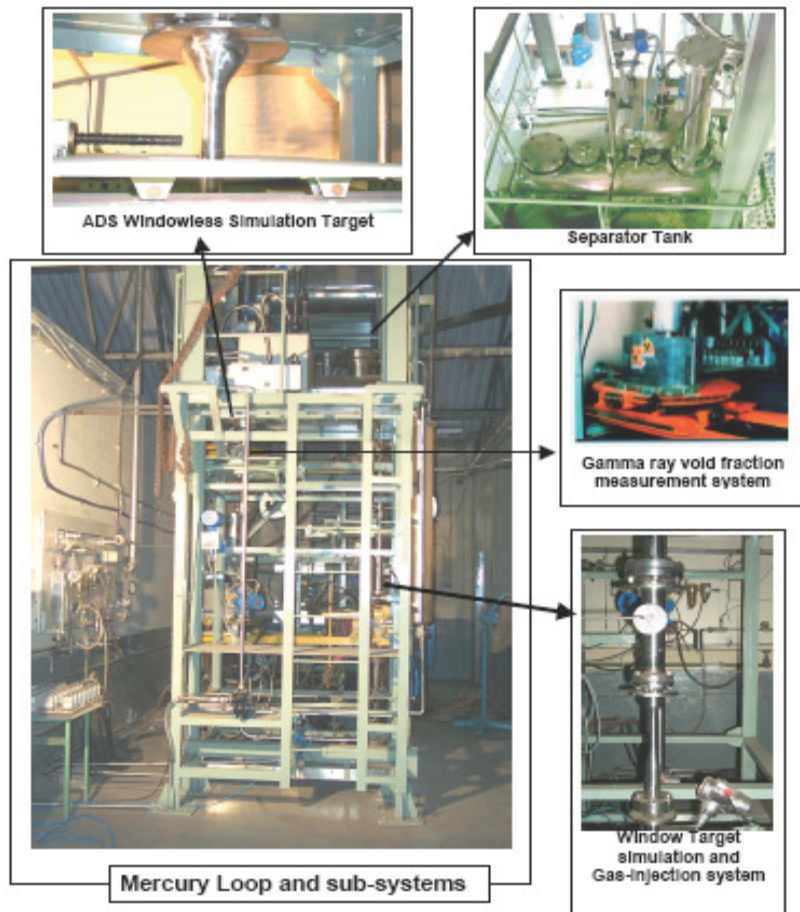 ADS Windowless Simulation Target
Separator Tank
Gamma ray void fraction
measurement system
Window Target
simulation and
Gas-injection system
Mercury Loop and sub-systems